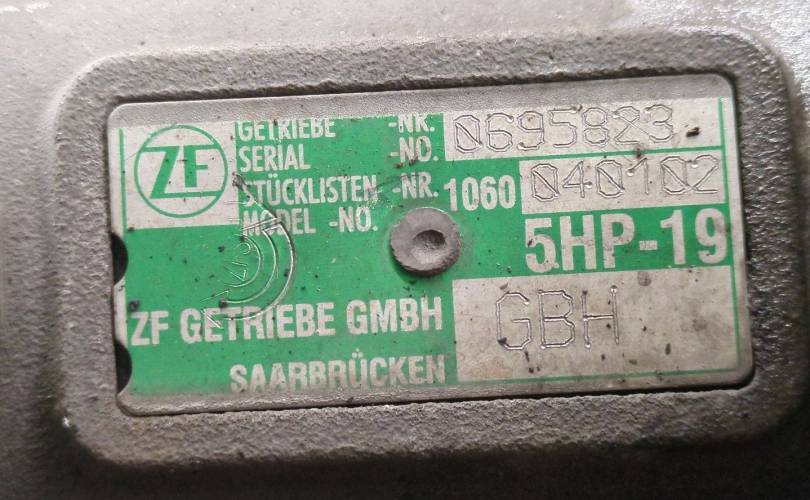 ZF
GETRIEBE -NR.
SERIAL -NO. 0695823
STÜCKLISTEN -NR.
MODEL -NO. 1060 040102
5HP-19
ZF GETRIEBE GMBH
SAARBRÜCKEN
GBH